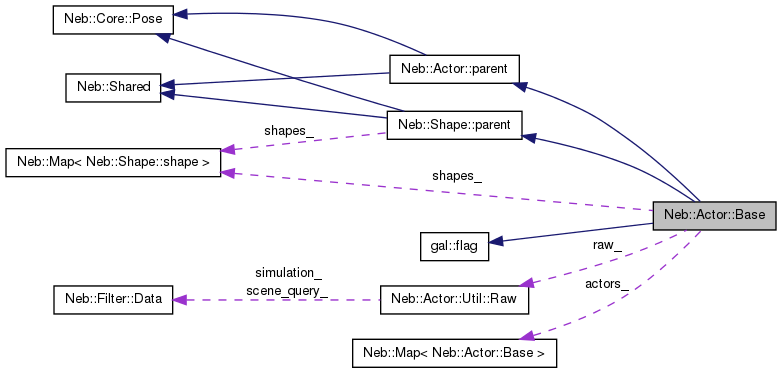 Neb::Core::Pose
Neb::Actor::parent
Neb::Shared
Neb::Shape::parent
shapes_
Neb::Map< Neb::Shape::shape >
shapes_
Neb::Actor::Base
gal::flag
raw_
simulation_
scene_query_
actors_
Neb::Filter::Data
Neb::Actor::Util::Raw
Neb::Map< Neb::Actor::Base >